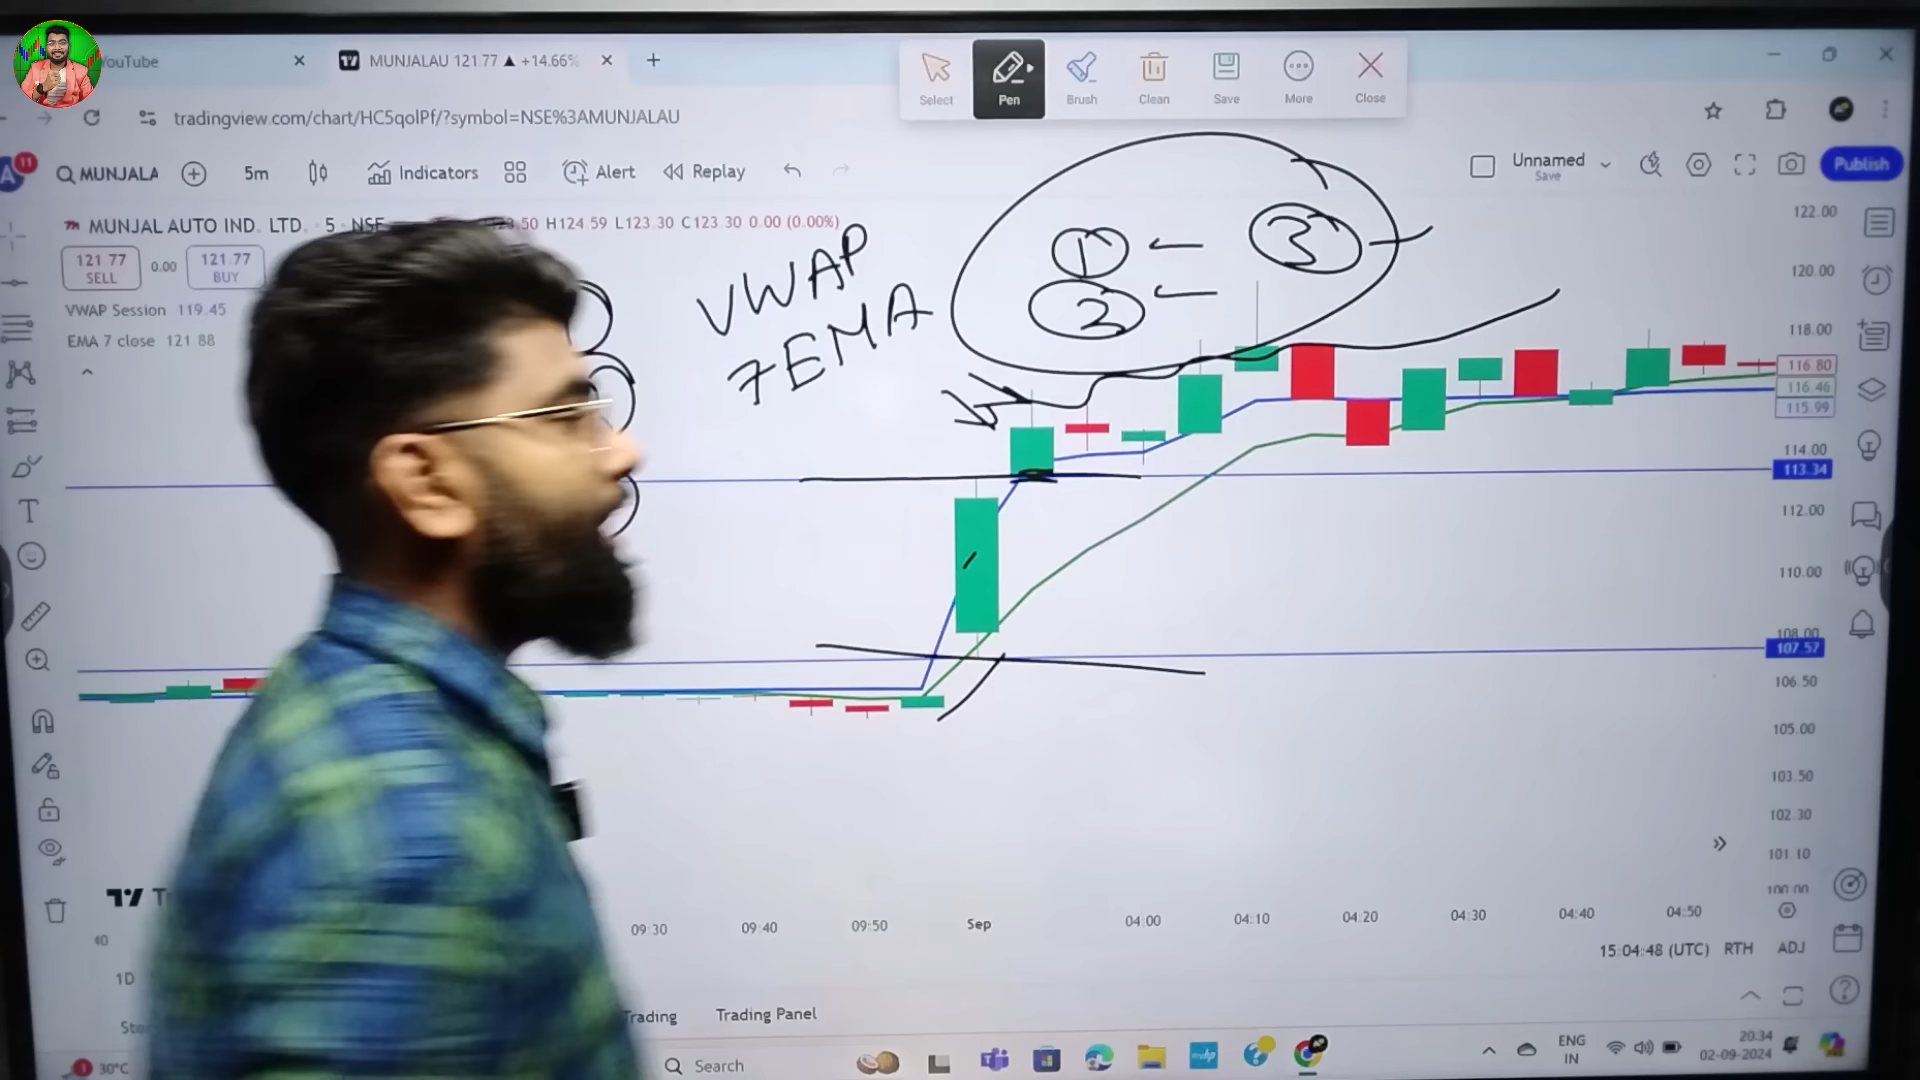 YouTube
MUNJALAU 121.77 ▲ +14.66%
Select
Pen
Brush
Clean
Save
More
Close
tradingview.com/chart/HC5qolPf/?symbol=NSE%3AMUNJALAU
11
MUNJALA
5m
Indicators
Alert
Replay
Unnamed
Save
Publish
MUNJAL AUTO IND. LTD. · 5 · NSE
H124.59 L123.30 C123.30 0.00 (0.00%)
121.77
SELL
0.00
121.77
BUY
VWAP Session 119.45
EMA 7 close 121.88
VWAP
7EMA
1
2
3
122.00
120.00
118.00
116.80
116.46
115.99
114.00
113.34
112.00
110.00
108.00
107.57
106.50
105.00
103.50
102.30
101.10
100.00
09:30
09:40
09:50
Sep
04:00
04:10
04:20
04:30
04:40
04:50
15:04:48 (UTC)
RTH
ADJ
1D
Trading
Trading Panel
30°C
Search
ENG
IN
20:34
02-09-2024